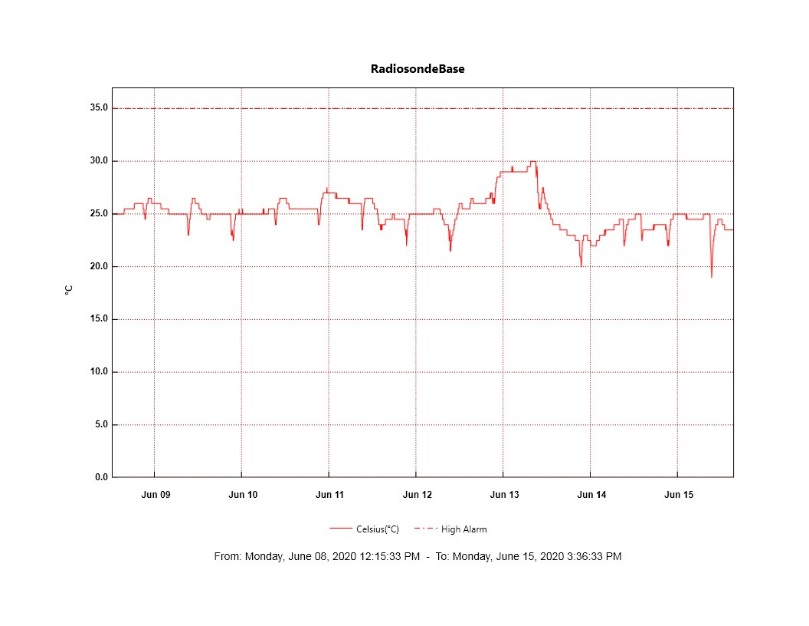 RadiosondeBase
35.0
30.0
25.0
20.0
°C
15.0
10.0
5.0
0.0
Jun 09 Jun 10 Jun 11 Jun 12 Jun 13 Jun 14 Jun 15
Celsius(°C) High Alarm
From: Monday, June 08, 2020 12:15:33 PM - To: Monday, June 15, 2020 3:36:33 PM